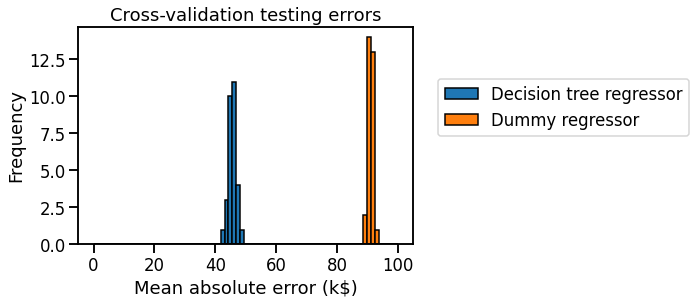 Cross-validation testing errors
12.5
10.0
7.5
5.0
2.5
0.0
Frequency
0 20 40 60 80 100
Mean absolute error (k$)
Decision tree regressor
Dummy regressor